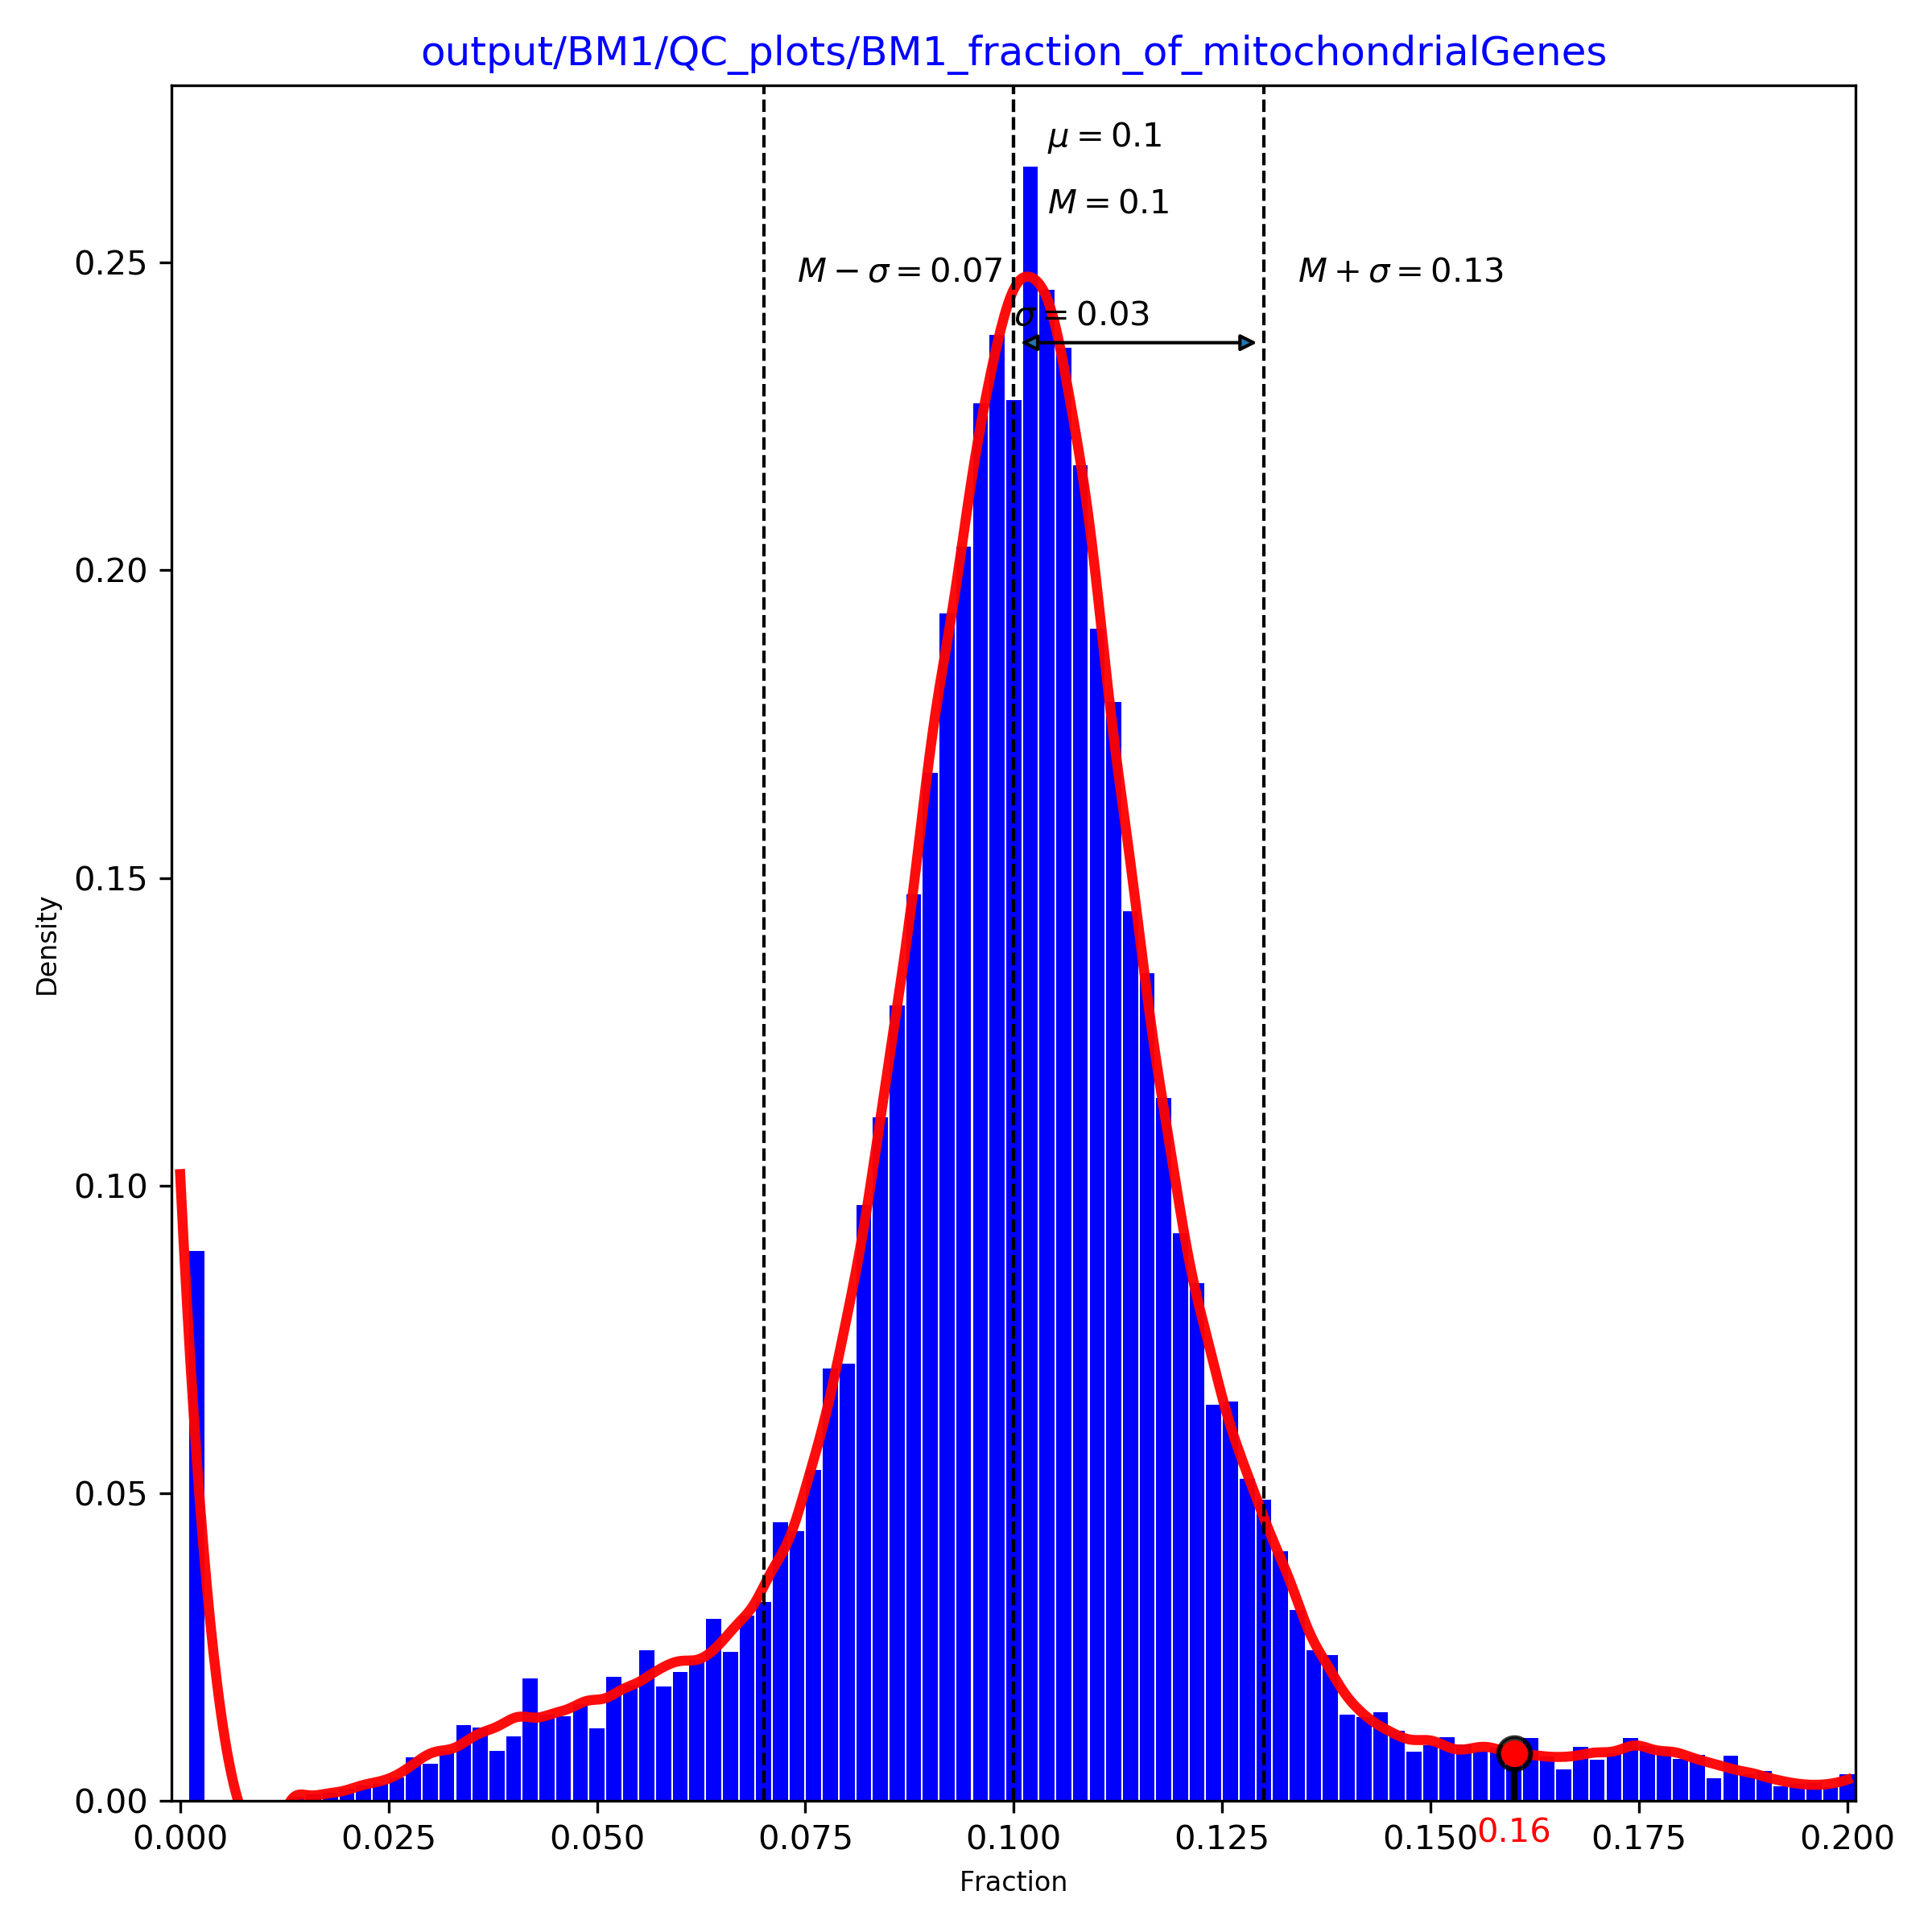 output/BM1/QC_plots/BM1_fraction_of_mitochondrialGenes
μ = 0.1
M = 0.1
M − σ = 0.07
M + σ = 0.13
σ = 0.03
0.25
0.20
0.15
0.10
0.05
0.00
Density
0.000 0.025 0.050 0.075 0.100 0.125 0.150 0.16 0.175 0.200
Fraction